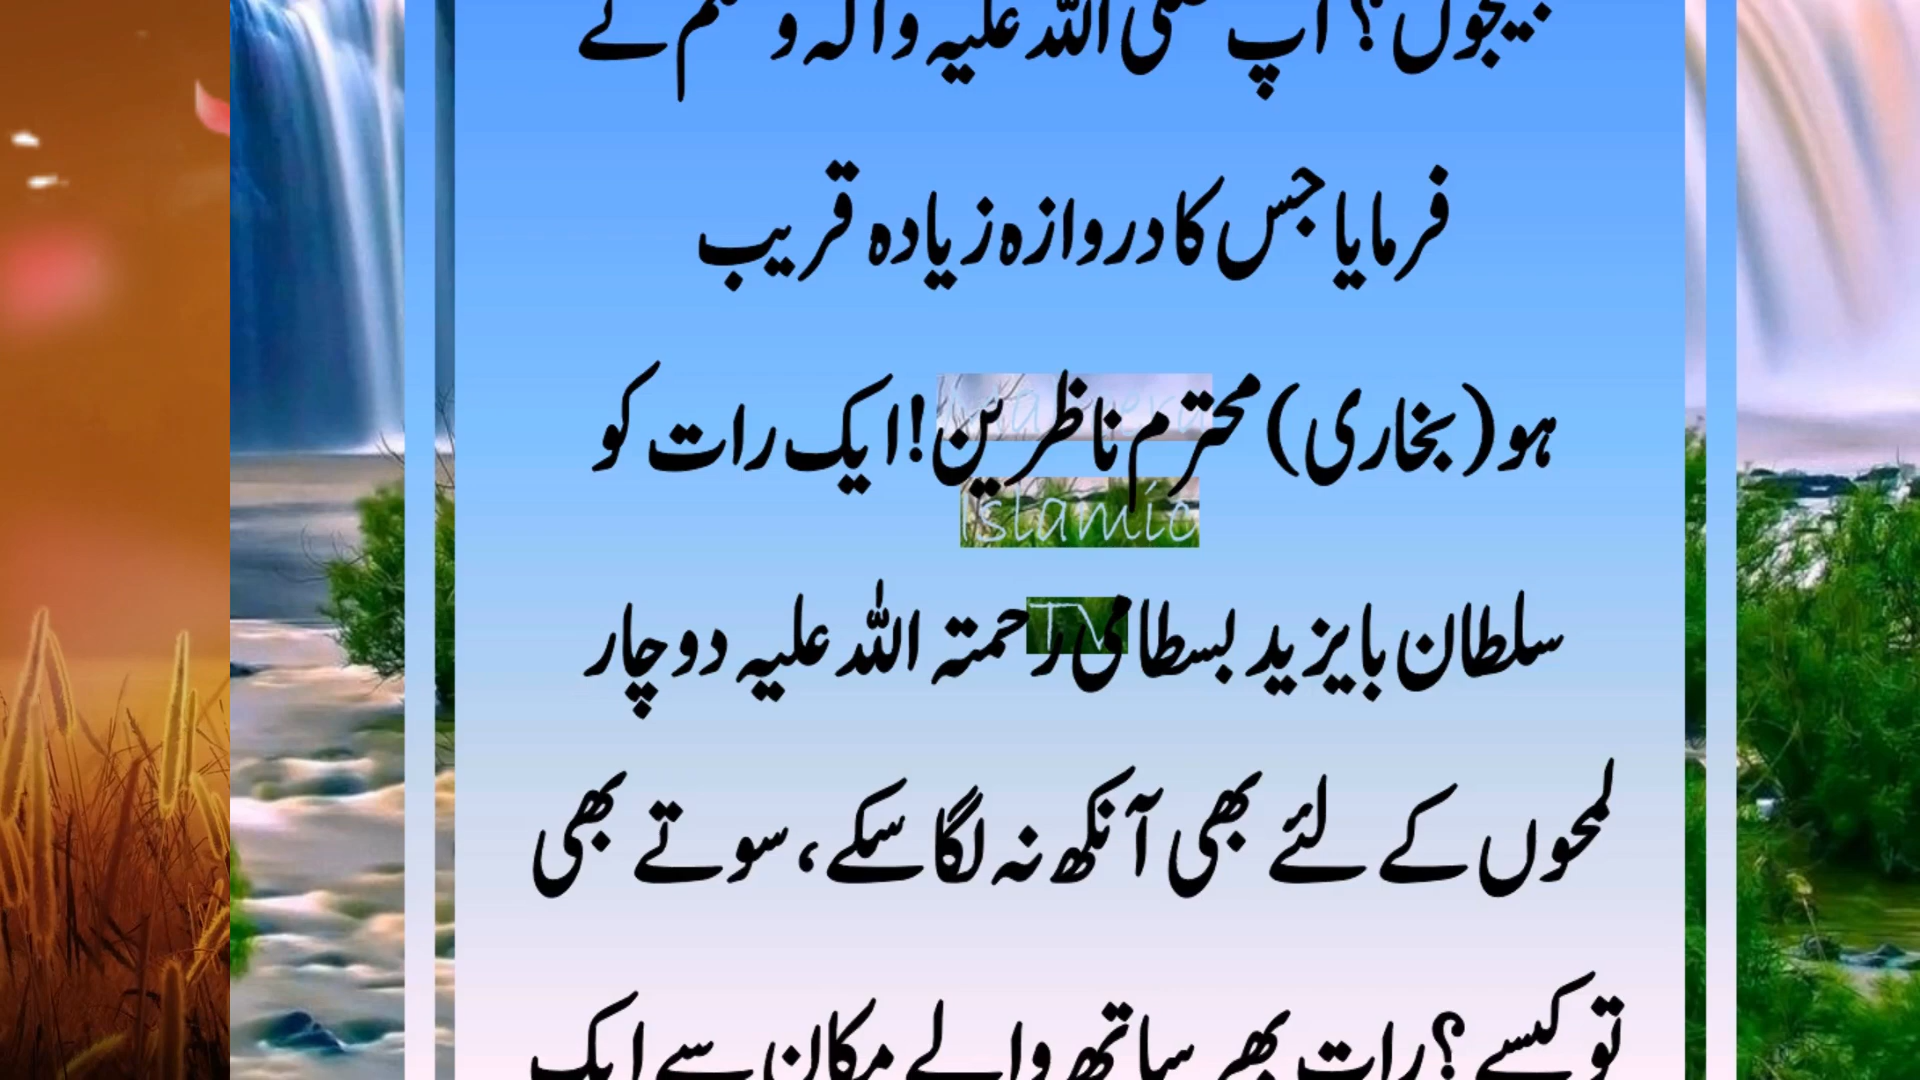 بھیجوں؟ آپ صلی اللہ علیہ وآلہ وسلم نے
فرمایا جس کا دروازہ زیادہ قریب
ہو (بخاری) محترم ناظرین! ایک رات کو
Islamic
سلطان بایزید بسطامی رحمتہ اللہ علیہ دو چار
TV
لمحوں کے لئے بھی آنکھ نہ لگا سکے، سوتے بھی
تو کیسے؟ رات بھر ساتھ والے مکان سے ایک